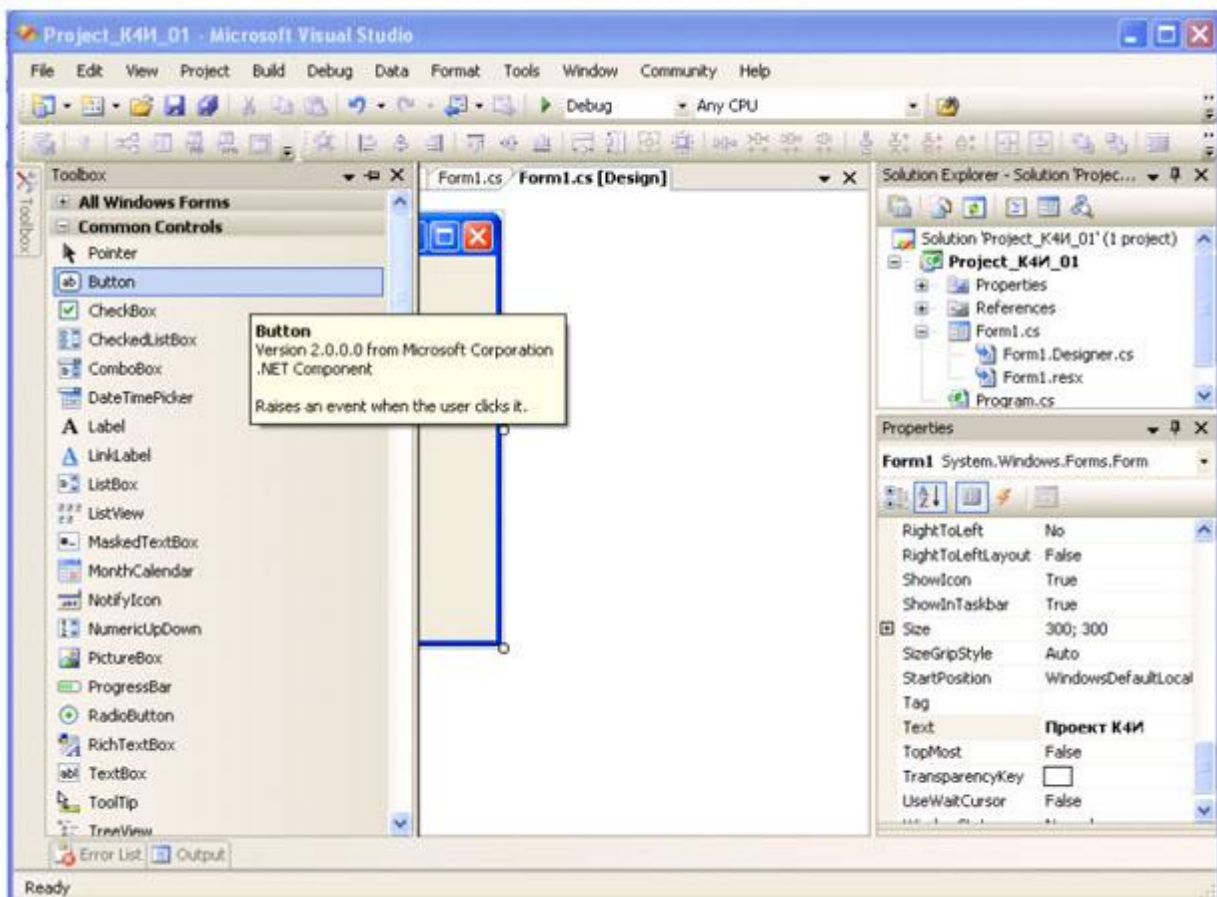 Project_К4И_01 - Microsoft Visual Studio
File Edit View Project Build Debug Data Format Tools Window Community Help
Debug Any CPU
Toolbox
Toolbox
All Windows Forms
Common Controls
Pointer
Button
CheckBox
CheckedListBox
ComboBox
DateTimePicker
Label
LinkLabel
ListBox
ListView
MaskedTextBox
MonthCalendar
NotifyIcon
NumericUpDown
PictureBox
ProgressBar
RadioButton
RichTextBox
TextBox
ToolTip
TreeView
Button
Version 2.0.0.0 from Microsoft Corporation
.NET Component
Raises an event when the user clicks it.
Form1.cs Form1.cs [Design]
Solution Explorer - Solution 'Projec...
Solution 'Project_К4И_01' (1 project)
Project_К4И_01
Properties
References
Form1.cs
Form1.Designer.cs
Form1.resx
Program.cs
Properties
Form1 System.Windows.Forms.Form
RightToLeft No
RightToLeftLayout False
ShowIcon True
ShowInTaskbar True
Size 300; 300
SizeGripStyle Auto
StartPosition WindowsDefaultLocat
Tag
Text Проект К4И
TopMost False
TransparencyKey
UseWaitCursor False
Error List Output
Ready